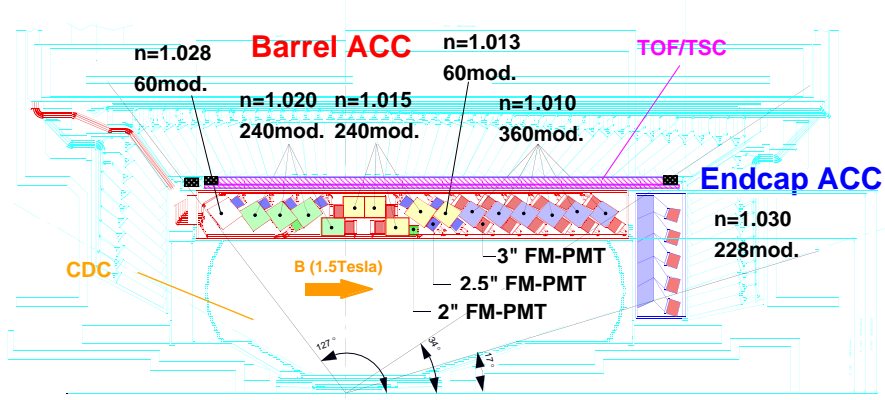 Barrel ACC
n=1.013
60mod.
TOF/TSC
n=1.028
60mod.
n=1.020
240mod.
n=1.015
240mod.
n=1.010
360mod.
Endcap ACC
n=1.030
228mod.
3" FM-PMT
2.5" FM-PMT
2" FM-PMT
CDC
B (1.5Tesla)
127°
34°
17°